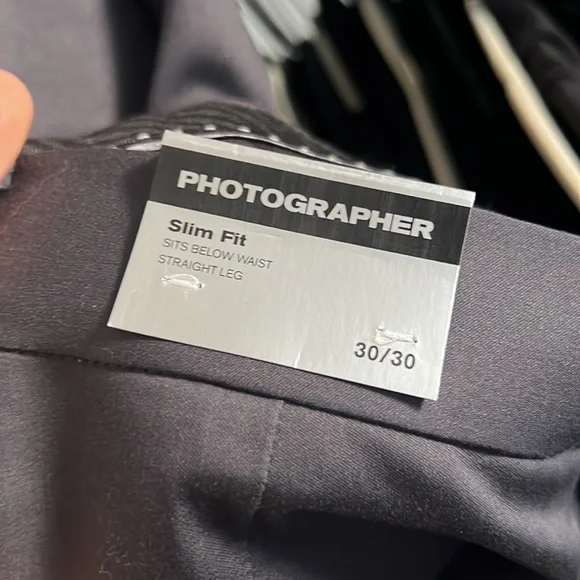 PHOTOGRAPHER
Slim Fit
SITS BELOW WAIST
STRAIGHT LEG
30/30